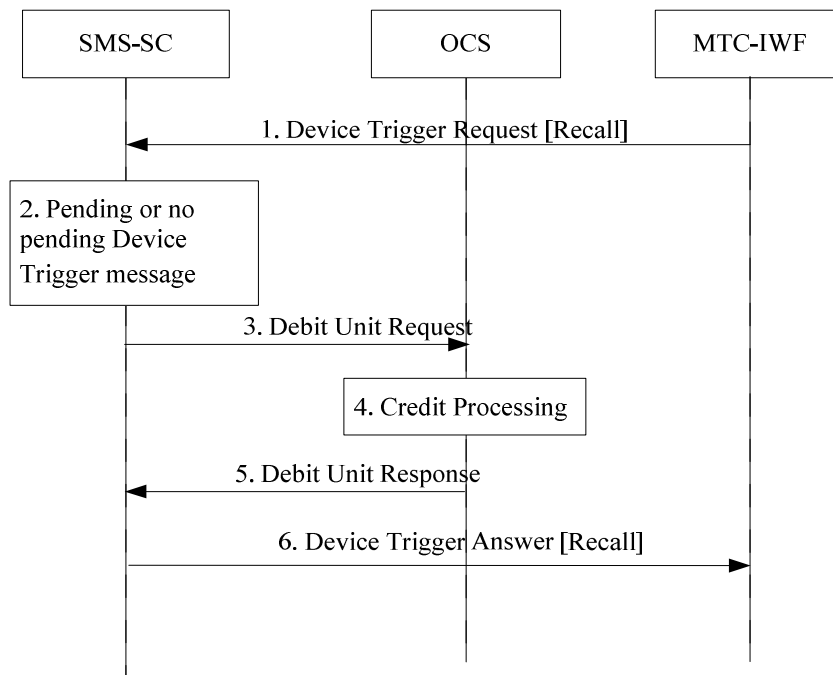 SMS-SC
OCS
MTC-IWF
1. Device Trigger Request [Recall]
2. Pending or no
pending Device
Trigger message
3. Debit Unit Request
4. Credit Processing
5. Debit Unit Response
6. Device Trigger Answer [Recall]